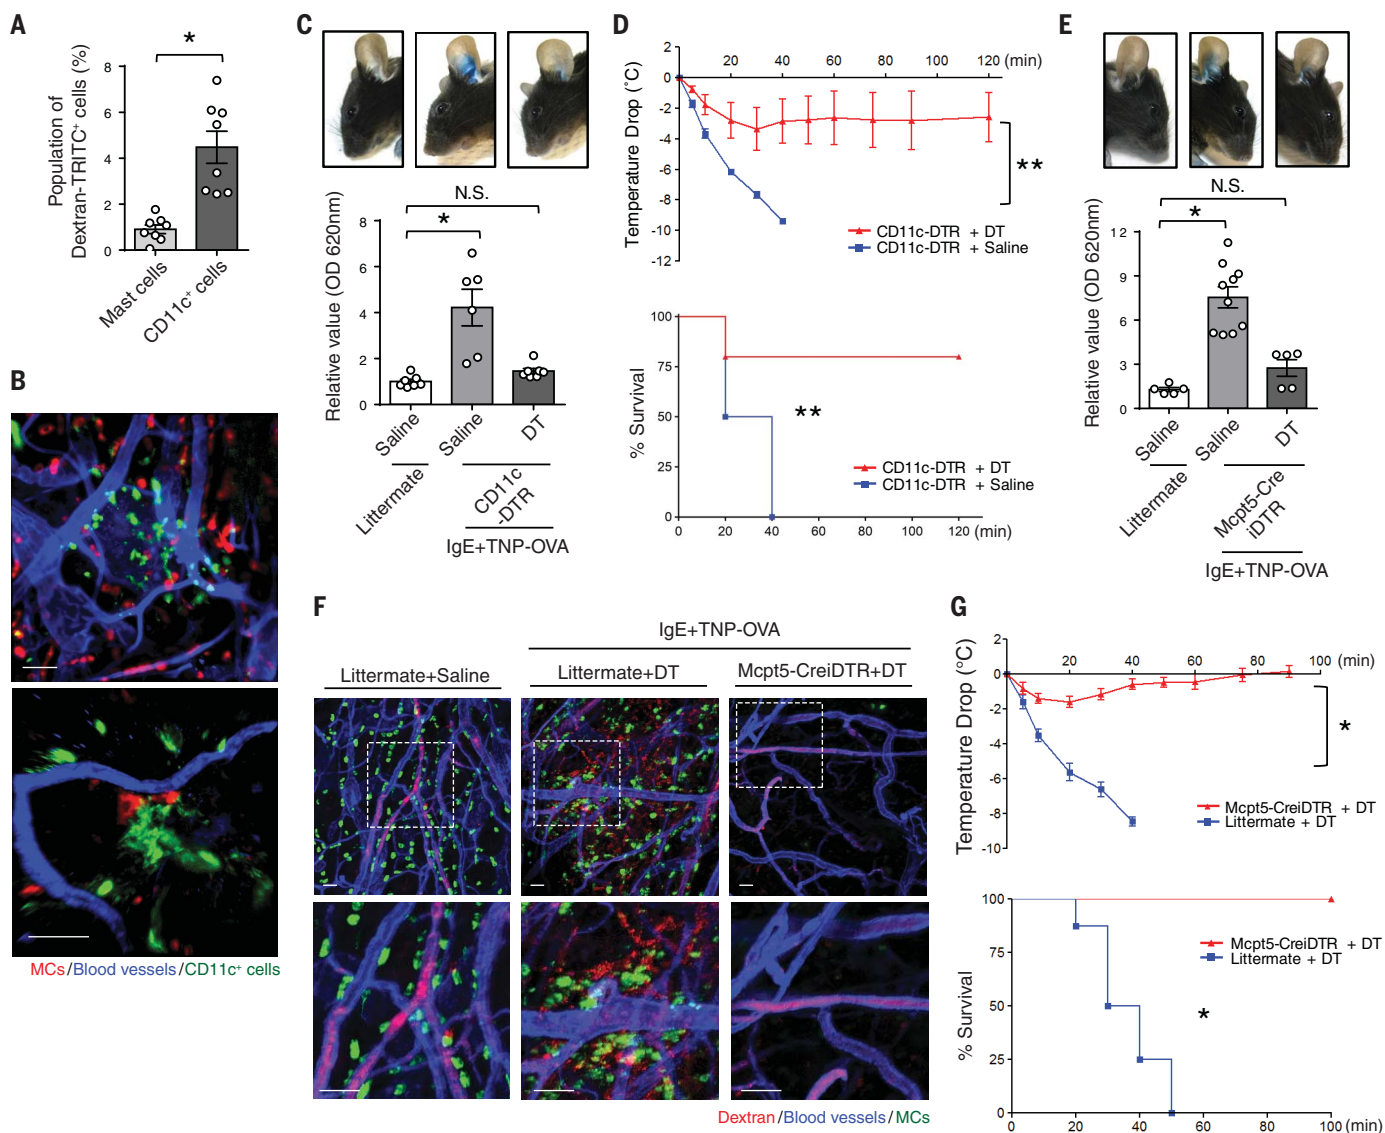 A
*
Population of
Dextran-TRITC+ cells (%)
8
6
4
2
0
Mast cells
CD11c+ cells
B
MCs/Blood vessels/CD11c+ cells
C
N.S.
*
Relative value (OD 620nm)
8
6
4
2
0
Saline
Saline
DT
Littermate
CD11c
-DTR
IgE+TNP-OVA
D
Temperature Drop (°C)
2
0
-2
-4
-6
-8
-10
-12
20
40
60
80
100
120 (min)
**
CD11c-DTR + DT
CD11c-DTR + Saline
% Survival
100
75
50
25
0
**
CD11c-DTR + DT
CD11c-DTR + Saline
0
20
40
60
80
100
120 (min)
E
N.S.
*
Relative value (OD 620nm)
12
9
6
3
0
Saline
Saline
DT
Littermate
Mcpt5-Cre
iDTR
IgE+TNP-OVA
F
IgE+TNP-OVA
Littermate+Saline
Littermate+DT
Mcpt5-CreiDTR+DT
Dextran/Blood vessels/MCs
G
Temperature Drop (°C)
2
0
-2
-4
-6
-8
-10
20
40
60
80
100 (min)
*
Mcpt5-CreiDTR + DT
Littermate + DT
% Survival
100
75
50
25
0
Mcpt5-CreiDTR + DT
Littermate + DT
*
0
20
40
60
80
100 (min)